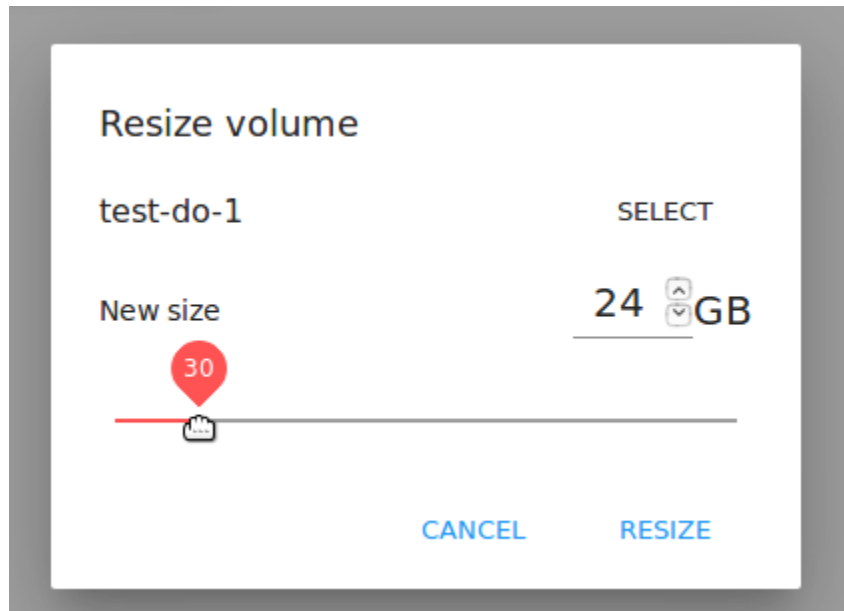 Resize volume
test-do-1 SELECT
New size 24 GB
30
CANCEL RESIZE